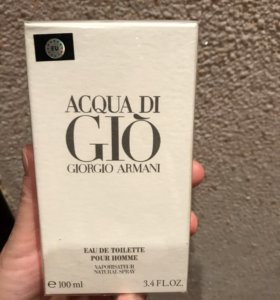 EU
ACQUA DI
GIÒ
GIORGIO ARMANI
EAU DE TOILETTE
POUR HOMME
VAPORISATEUR
NATURAL SPRAY
℮ 100 ml 3.4 FL.OZ.